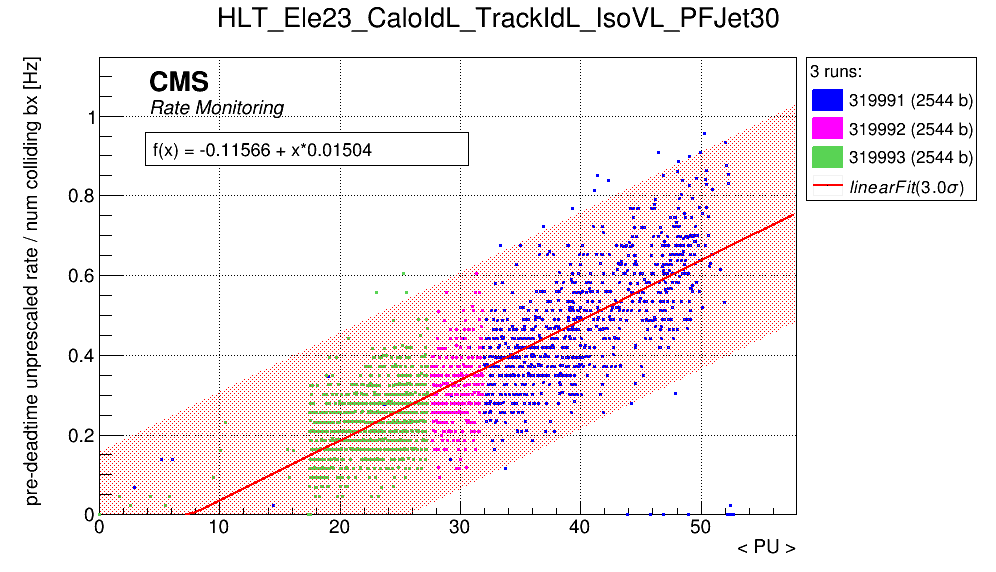 HLT_Ele23_CaloIdL_TrackIdL_IsoVL_PFJet30
pre-deadtime unprescaled rate / num colliding bx [Hz]
CMS
Rate Monitoring
f(x) = -0.11566 + x*0.01504
1
0.8
0.6
0.4
0.2
0
0 10 20 30 40 50
< PU >
3 runs:
319991 (2544 b)
319992 (2544 b)
319993 (2544 b)
linearFit(3.0σ)